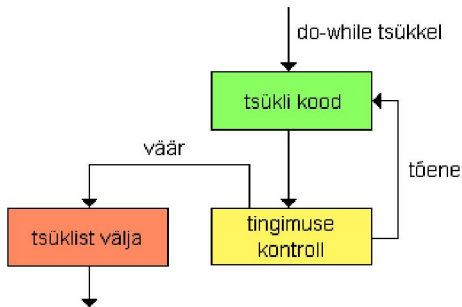 do-while tsükkel
tsükli kood
väär
tõene
tsüklist välja
tingimuse
kontroll